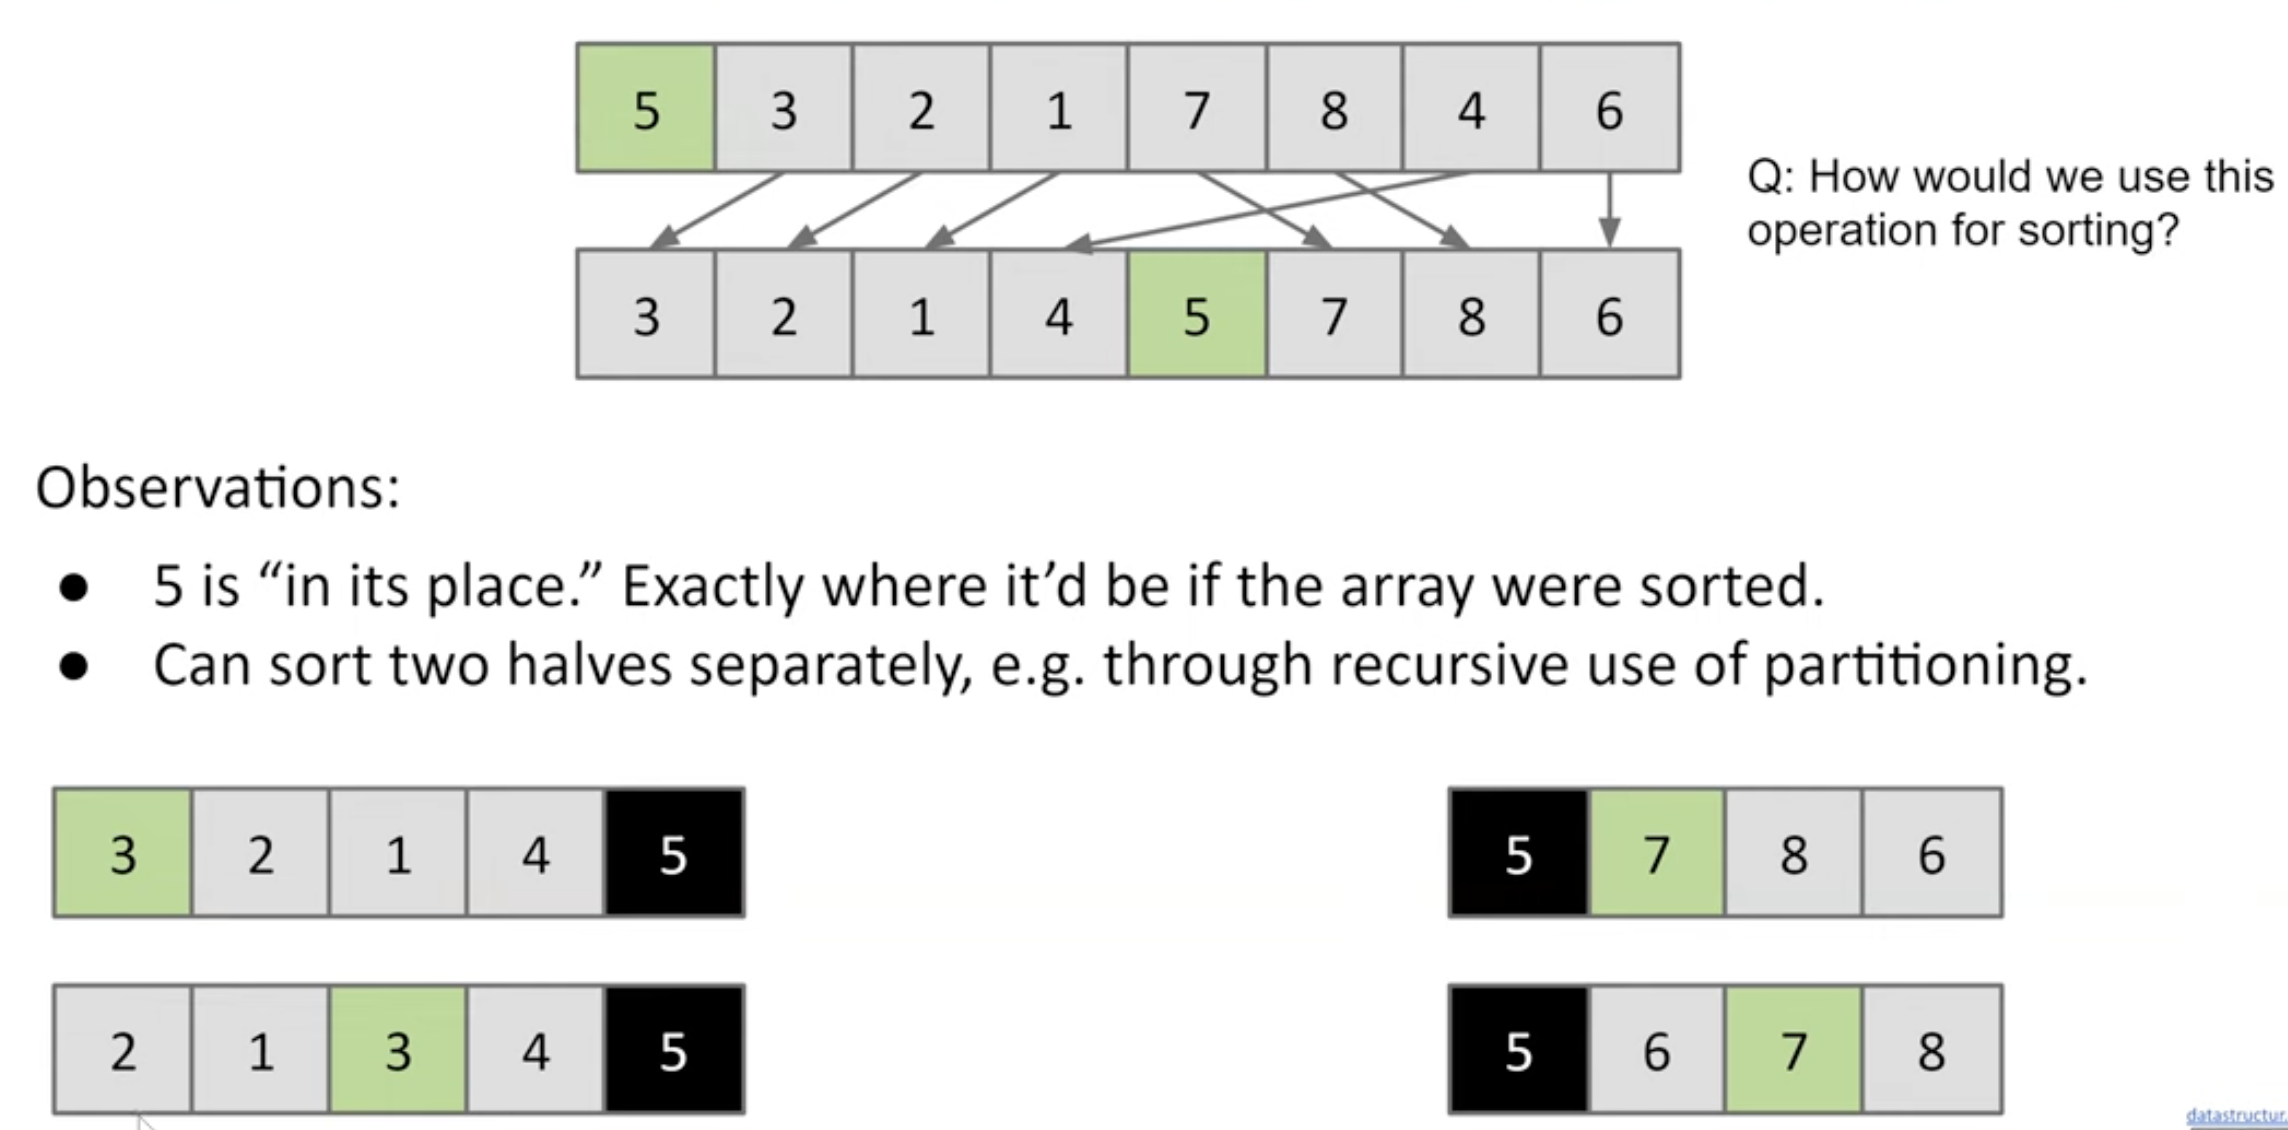 5 3 2 1 7 8 4 6
Q: How would we use this
operation for sorting?
3 2 1 4 5 7 8 6
Observations:
● 5 is “in its place.” Exactly where it’d be if the array were sorted.
● Can sort two halves separately, e.g. through recursive use of partitioning.
3 2 1 4 5
5 7 8 6
2 1 3 4 5
5 6 7 8
datastructur